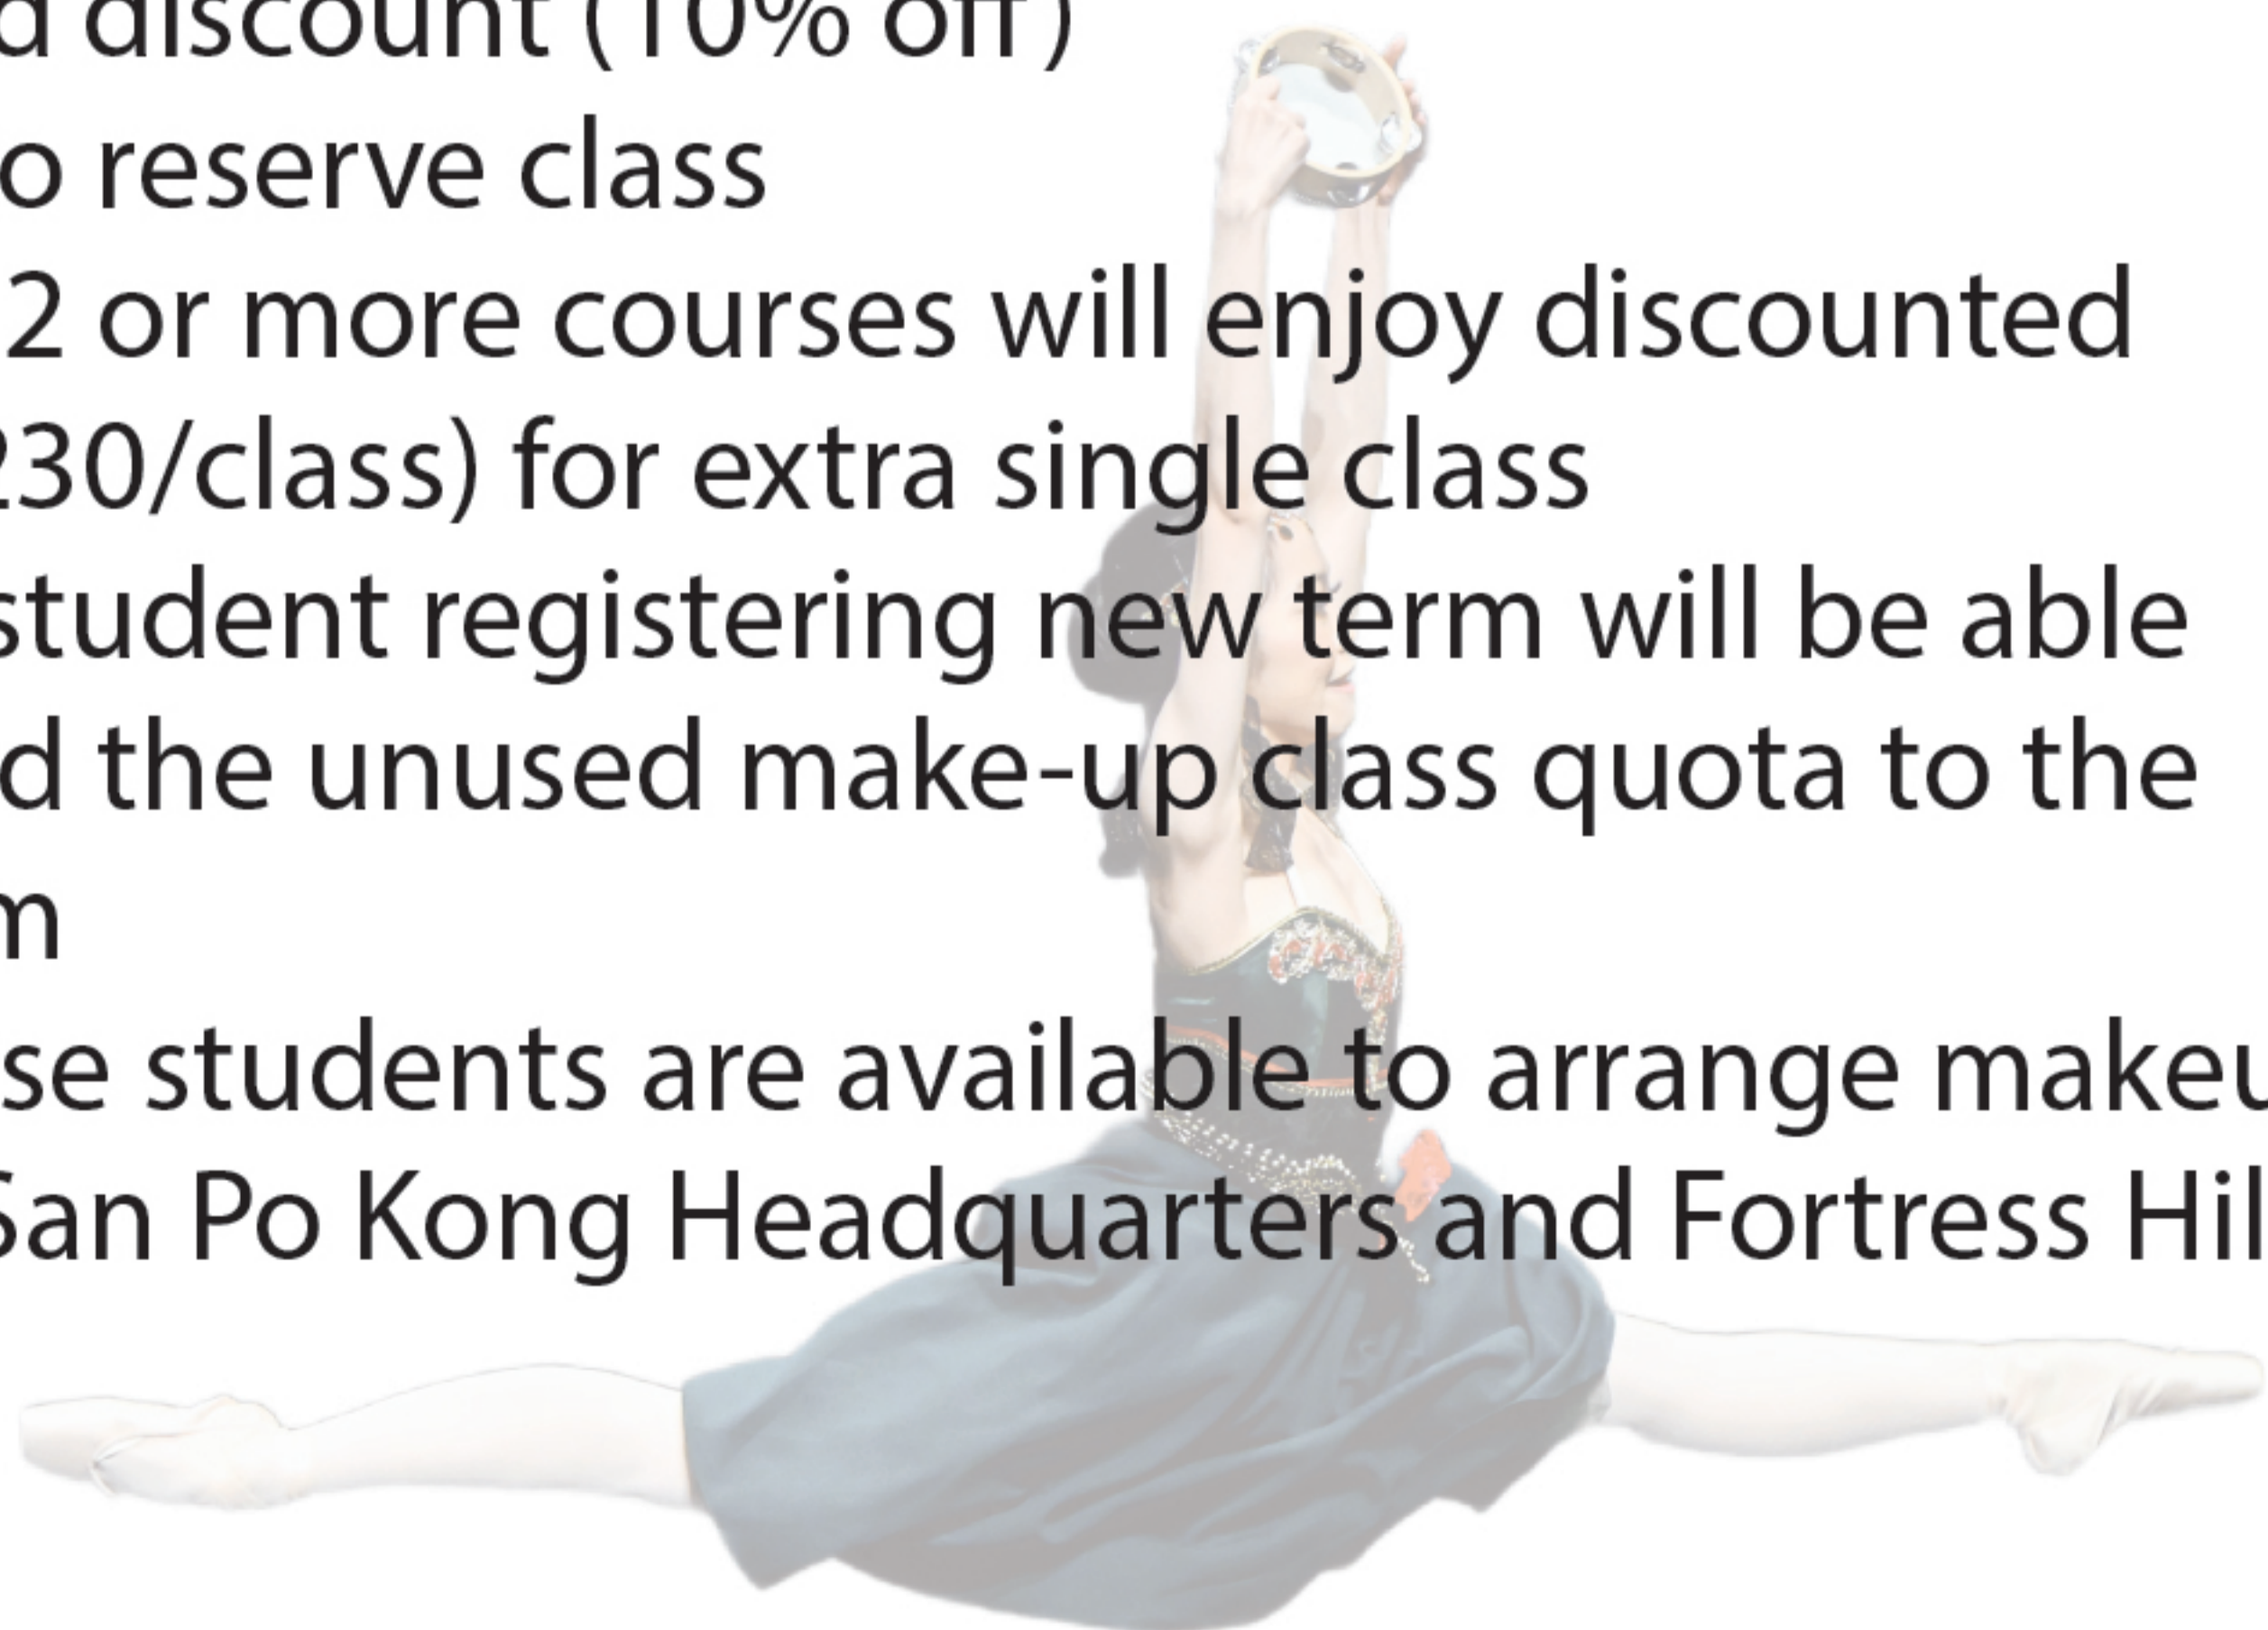 d discount (10% off)
o reserve class
2 or more courses will enjoy discounted
230/class) for extra single class
student registering new term will be able
d the unused make-up class quota to the
m
se students are available to arrange makeu
San Po Kong Headquarters and Fortress Hil